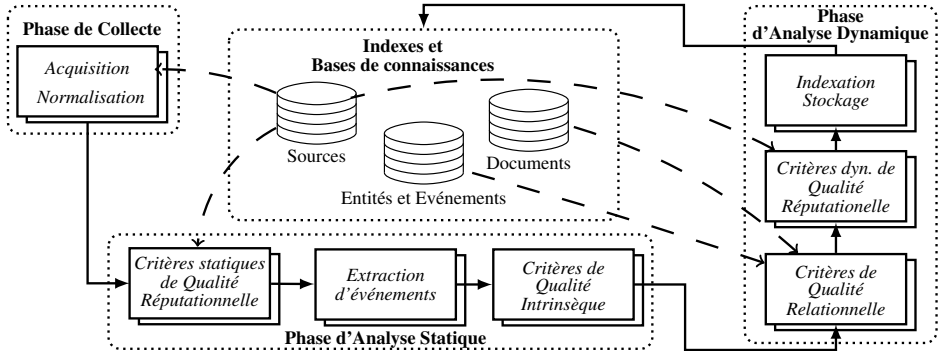 Phase de Collecte
Acquisition
Normalisation
Indexes et
Bases de connaissances
Sources
Documents
Entités et Evénements
Phase
d'Analyse Dynamique
Indexation
Stockage
Critères dyn. de
Qualité
Réputationelle
Critères de
Qualité
Relationnelle
Critères statiques
de Qualité
Réputationnelle
Extraction
d'événements
Critères de
Qualité
Intrinsèque
Phase d'Analyse Statique